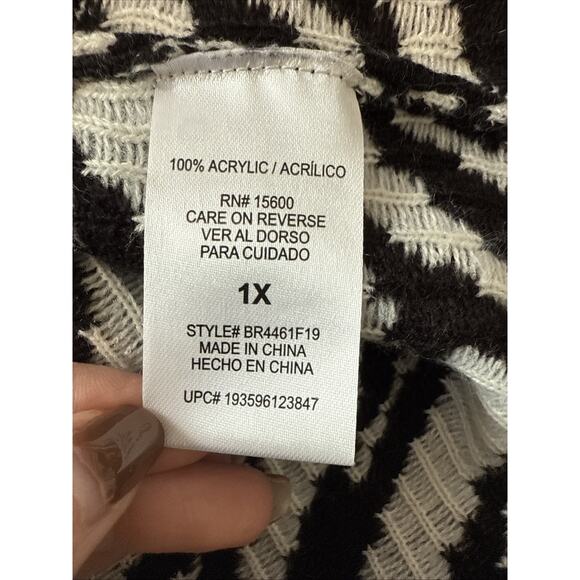 100% ACRYLIC / ACRÍLICO
RN# 15600
CARE ON REVERSE
VER AL DORSO
PARA CUIDADO
1X
STYLE# BR4461F19
MADE IN CHINA
HECHO EN CHINA
UPC# 193596123847